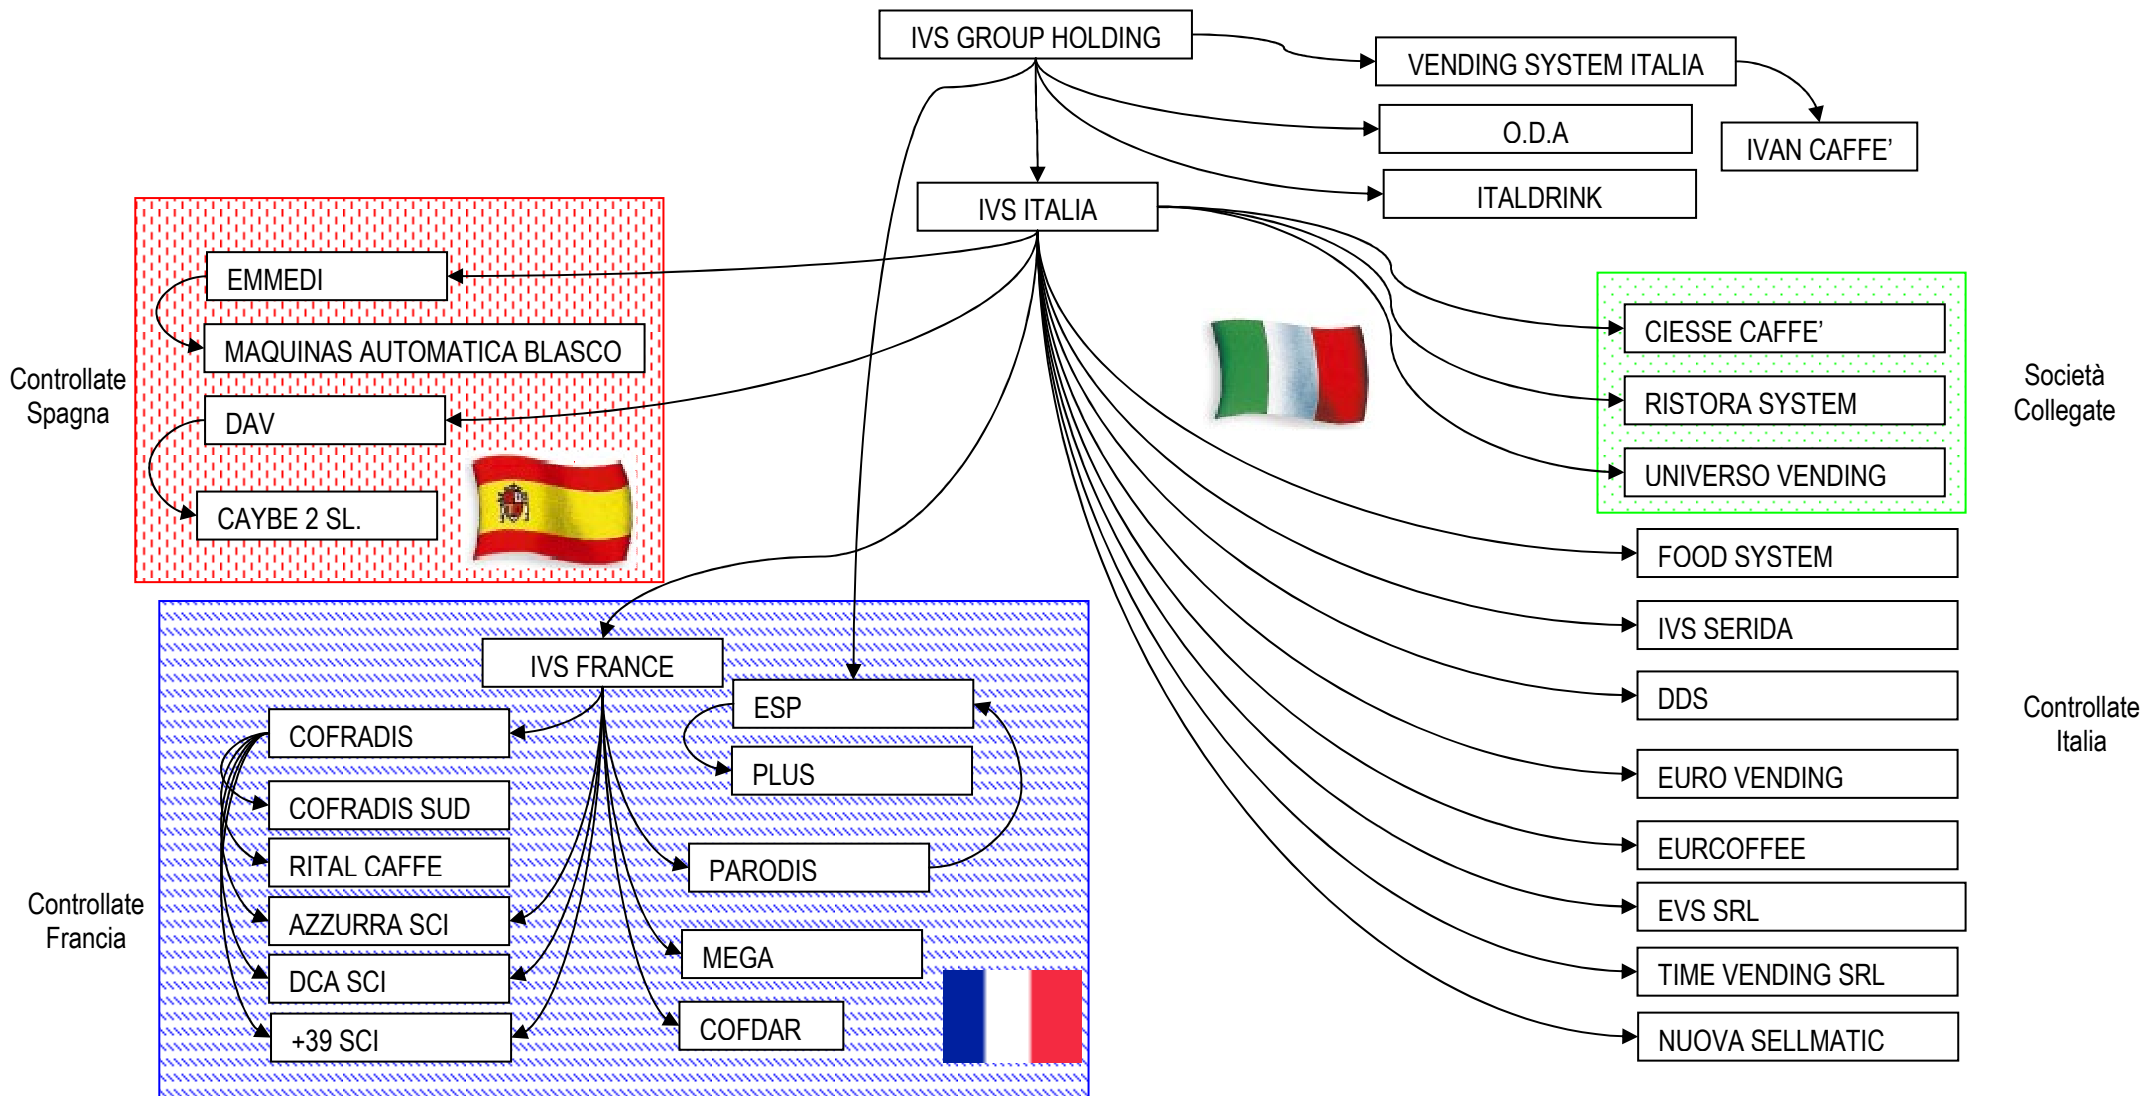 IVS GROUP HOLDING
VENDING SYSTEM ITALIA
O.D.A
IVAN CAFFE’
ITALDRINK
IVS ITALIA
Controllate
Spagna
EMMEDI
MAQUINAS AUTOMATICA BLASCO
DAV
CAYBE 2 SL.
Società
Collegate
CIESSE CAFFE’
RISTORA SYSTEM
UNIVERSO VENDING
Controllate
Italia
FOOD SYSTEM
IVS SERIDA
DDS
EURO VENDING
EURCOFFEE
EVS SRL
TIME VENDING SRL
NUOVA SELLMATIC
Controllate
Francia
IVS FRANCE
COFRADIS
COFRADIS SUD
RITAL CAFFE
AZZURRA SCI
DCA SCI
+39 SCI
ESP
PLUS
PARODIS
MEGA
COFDAR